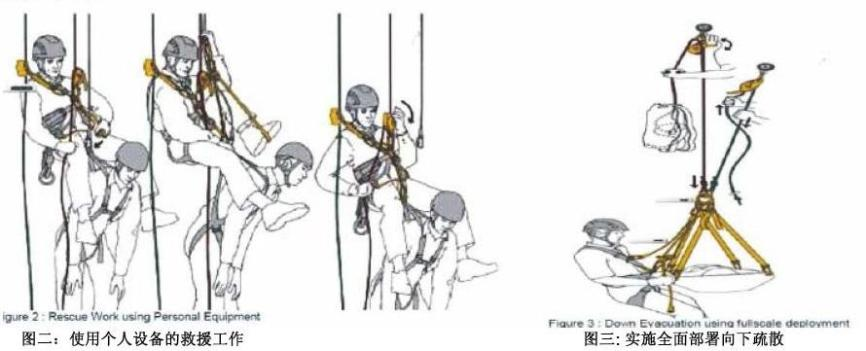 igure 2 : Rescue Work using Personal Equipment
图二：使用个人设备的救援工作
Figure 3 : Down Evacuation using fullscale deployment
图三: 实施全面部署向下疏散